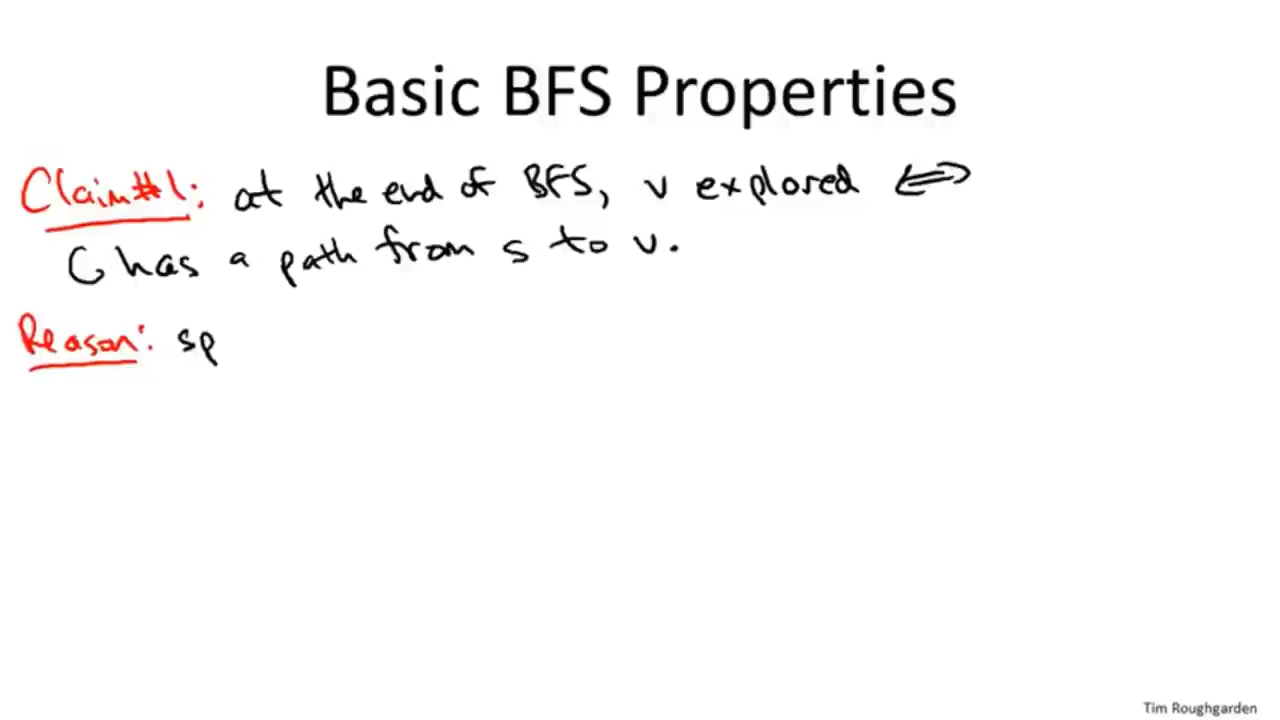 Basic BFS Properties
Claim #1: at the end of BFS, v explored ⟺
G has a path from s to v.
Reason: sp
Tim Roughgarden